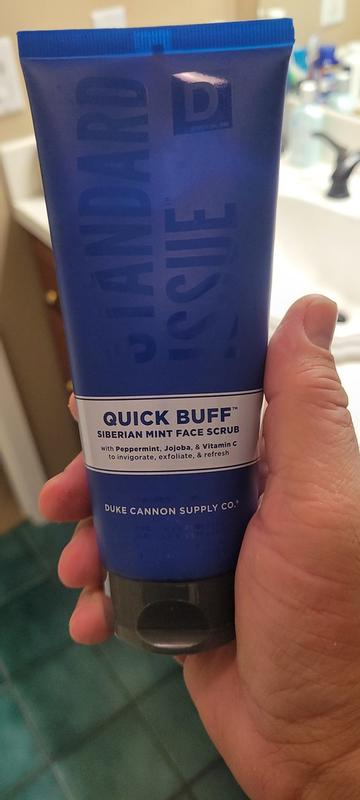 D
STANDARD
ISSUE™
QUICK BUFF™
SIBERIAN MINT FACE SCRUB
with Peppermint, Jojoba, & Vitamin C
to invigorate, exfoliate, & refresh
DUKE CANNON SUPPLY CO.®